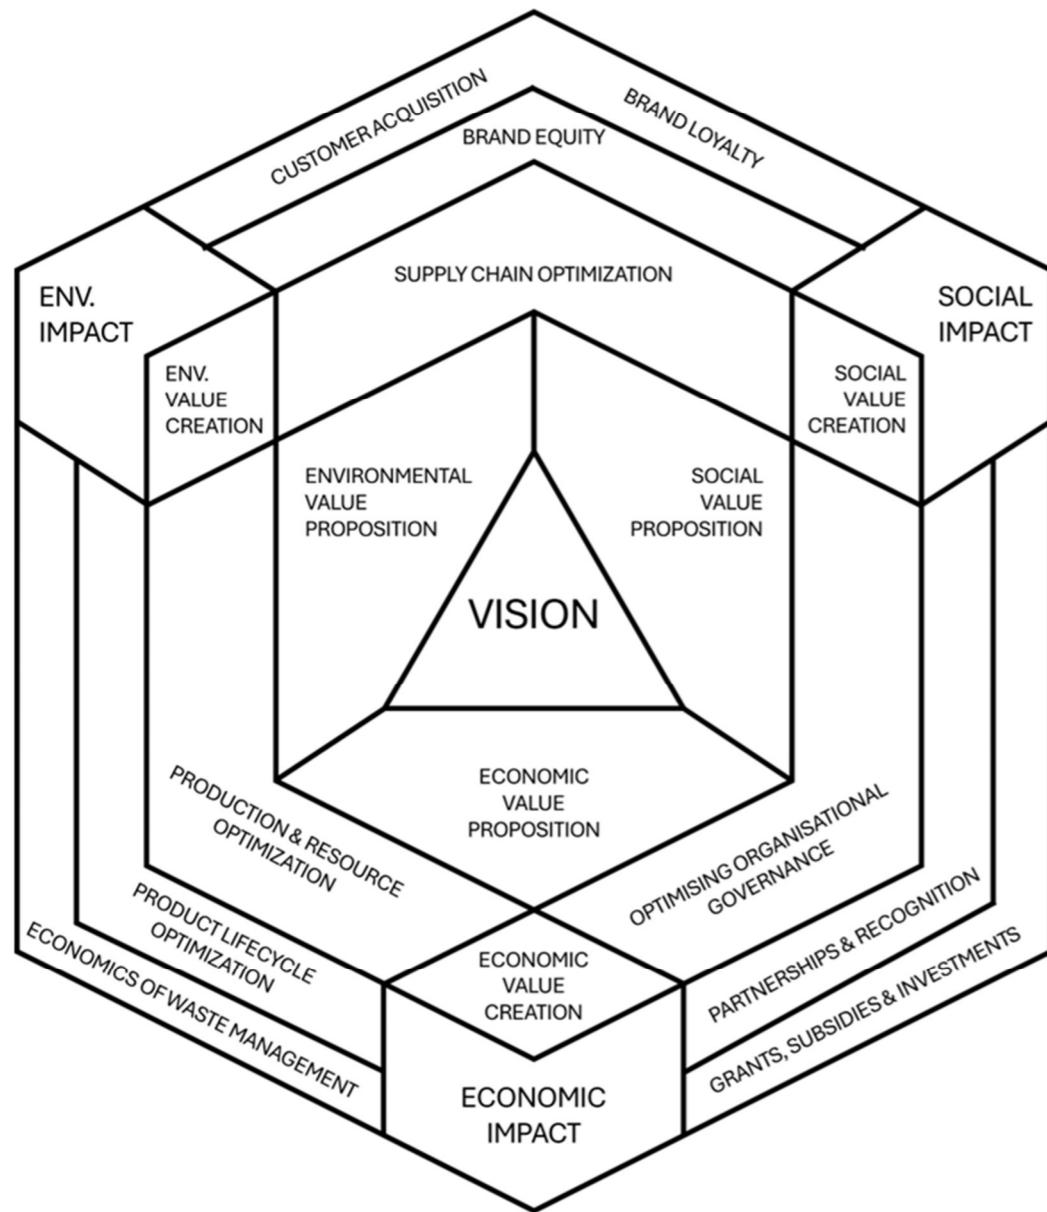 CUSTOMER ACQUISITION
BRAND LOYALTY
BRAND EQUITY
SUPPLY CHAIN OPTIMIZATION
ENV.
IMPACT
SOCIAL
IMPACT
ENV.
VALUE
CREATION
SOCIAL
VALUE
CREATION
ENVIRONMENTAL
VALUE
PROPOSITION
SOCIAL
VALUE
PROPOSITION
VISION
ECONOMIC
VALUE
PROPOSITION
PRODUCTION & RESOURCE
OPTIMIZATION
OPTIMISING ORGANISATIONAL
GOVERNANCE
PRODUCT LIFECYCLE
OPTIMIZATION
PARTNERSHIPS & RECOGNITION
ECONOMICS OF WASTE MANAGEMENT
GRANTS, SUBSIDIES & INVESTMENTS
ECONOMIC
VALUE
CREATION
ECONOMIC
IMPACT